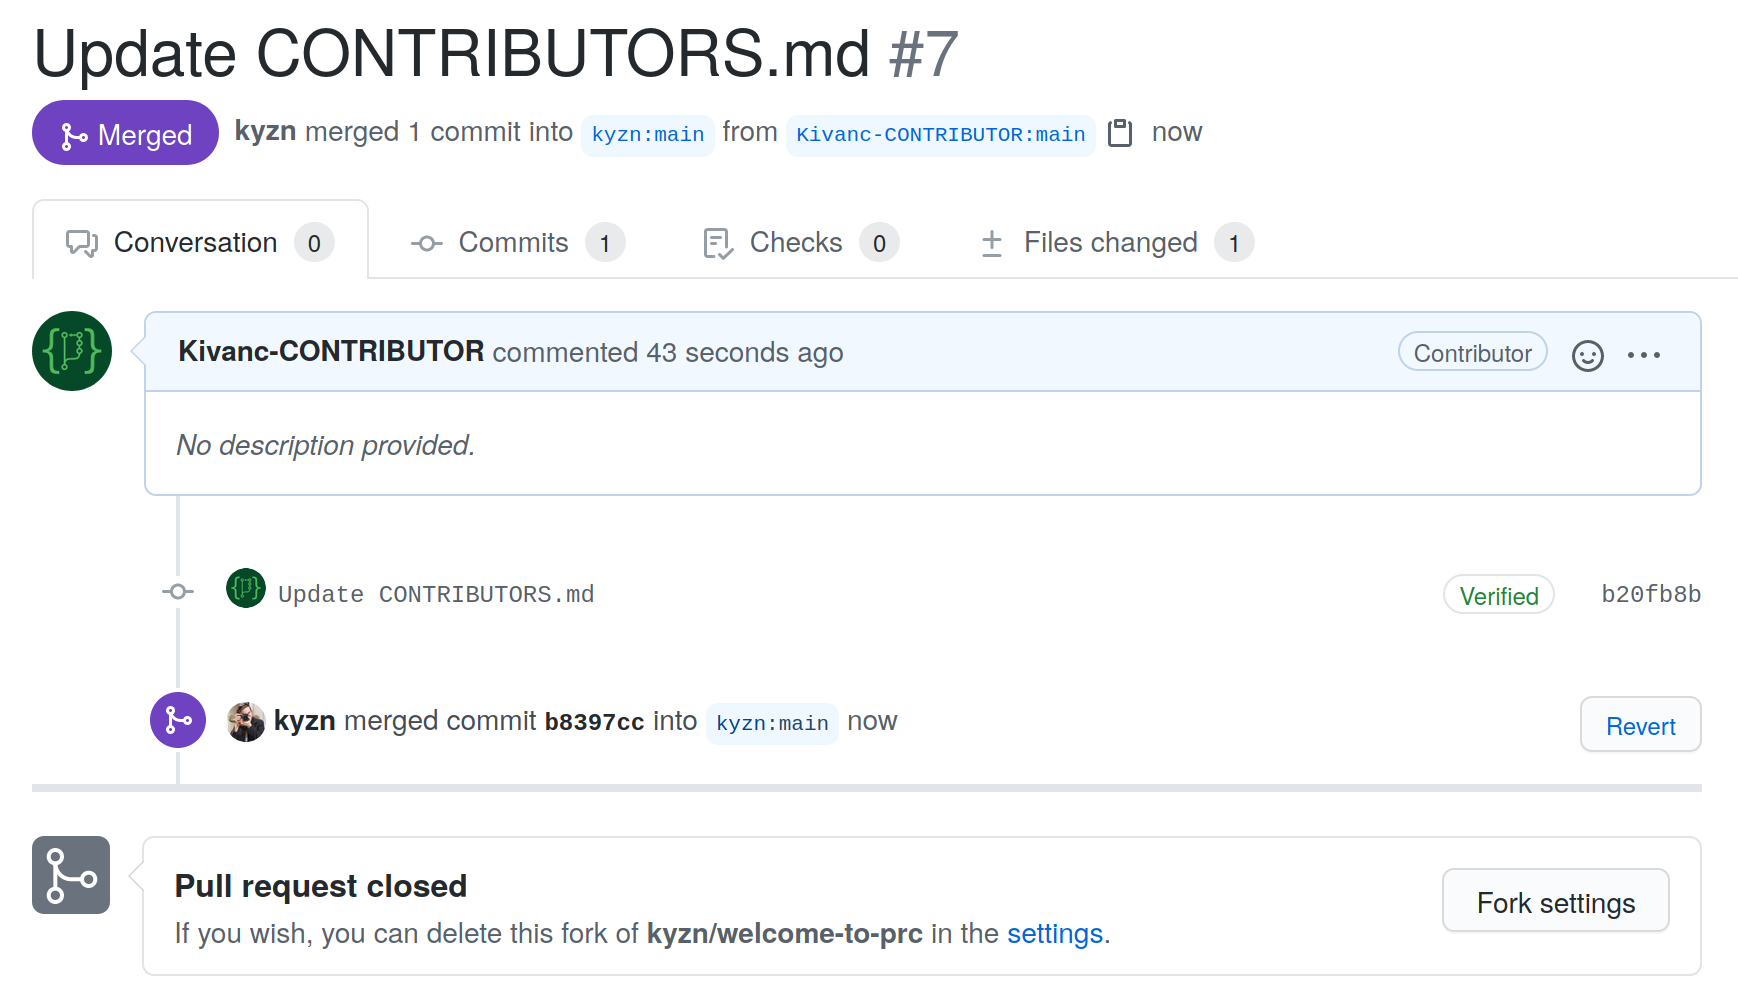 Update CONTRIBUTORS.md #7
Merged kyzn merged 1 commit into kyzn:main from Kivanc-CONTRIBUTOR:main now
Conversation 0 Commits 1 Checks 0 Files changed 1
Kivanc-CONTRIBUTOR commented 43 seconds ago Contributor
No description provided.
Update CONTRIBUTORS.md Verified b20fb8b
kyzn merged commit b8397cc into kyzn:main now Revert
Pull request closed
Fork settings
If you wish, you can delete this fork of kyzn/welcome-to-prc in the settings.